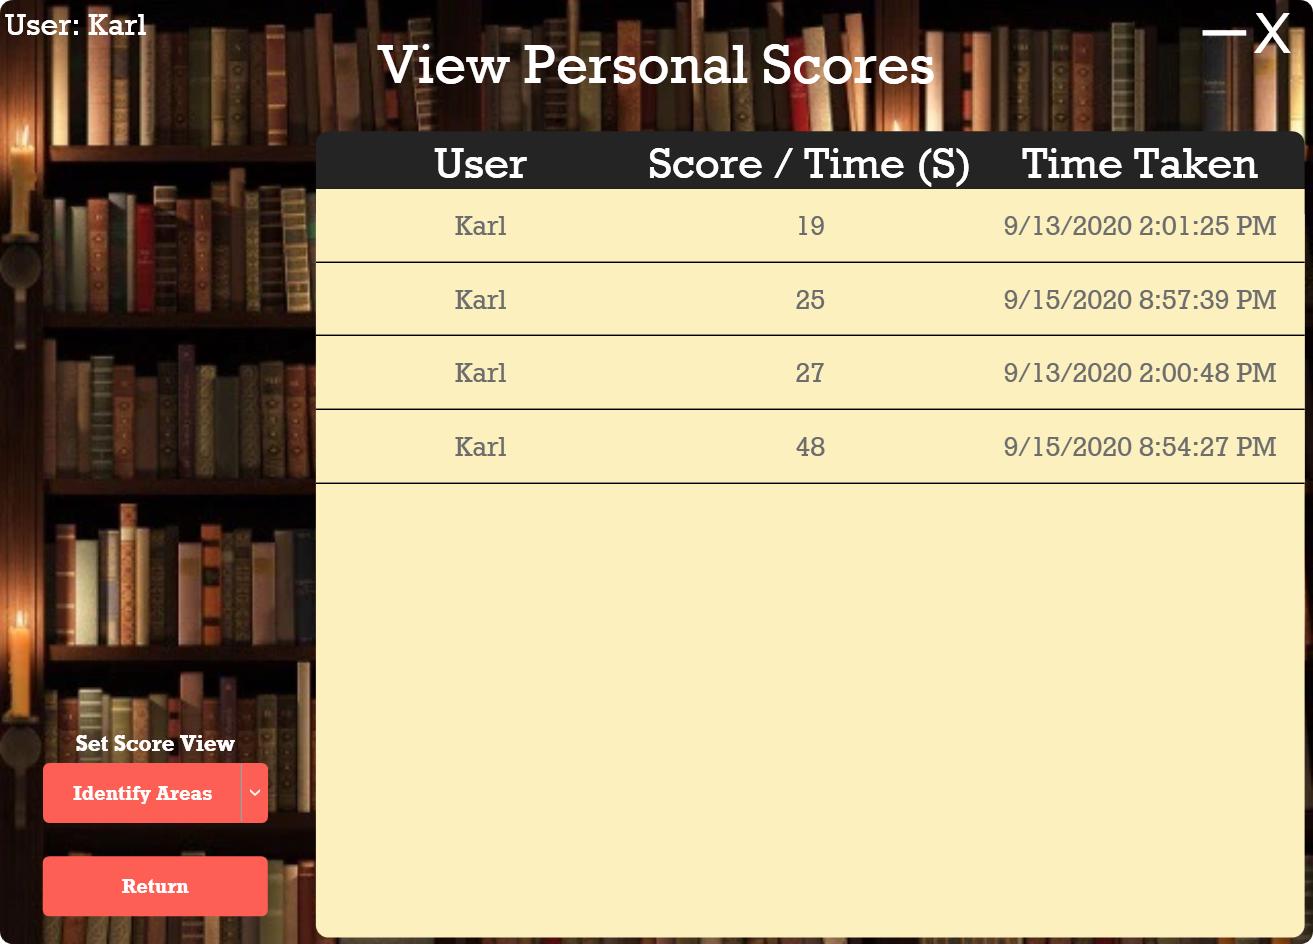 User: Karl
— X
View Personal Scores
User Score / Time (S) Time Taken
Karl 19 9/13/2020 2:01:25 PM
Karl 25 9/15/2020 8:57:39 PM
Karl 27 9/13/2020 2:00:48 PM
Karl 48 9/15/2020 8:54:27 PM
Set Score View
Identify Areas
Return